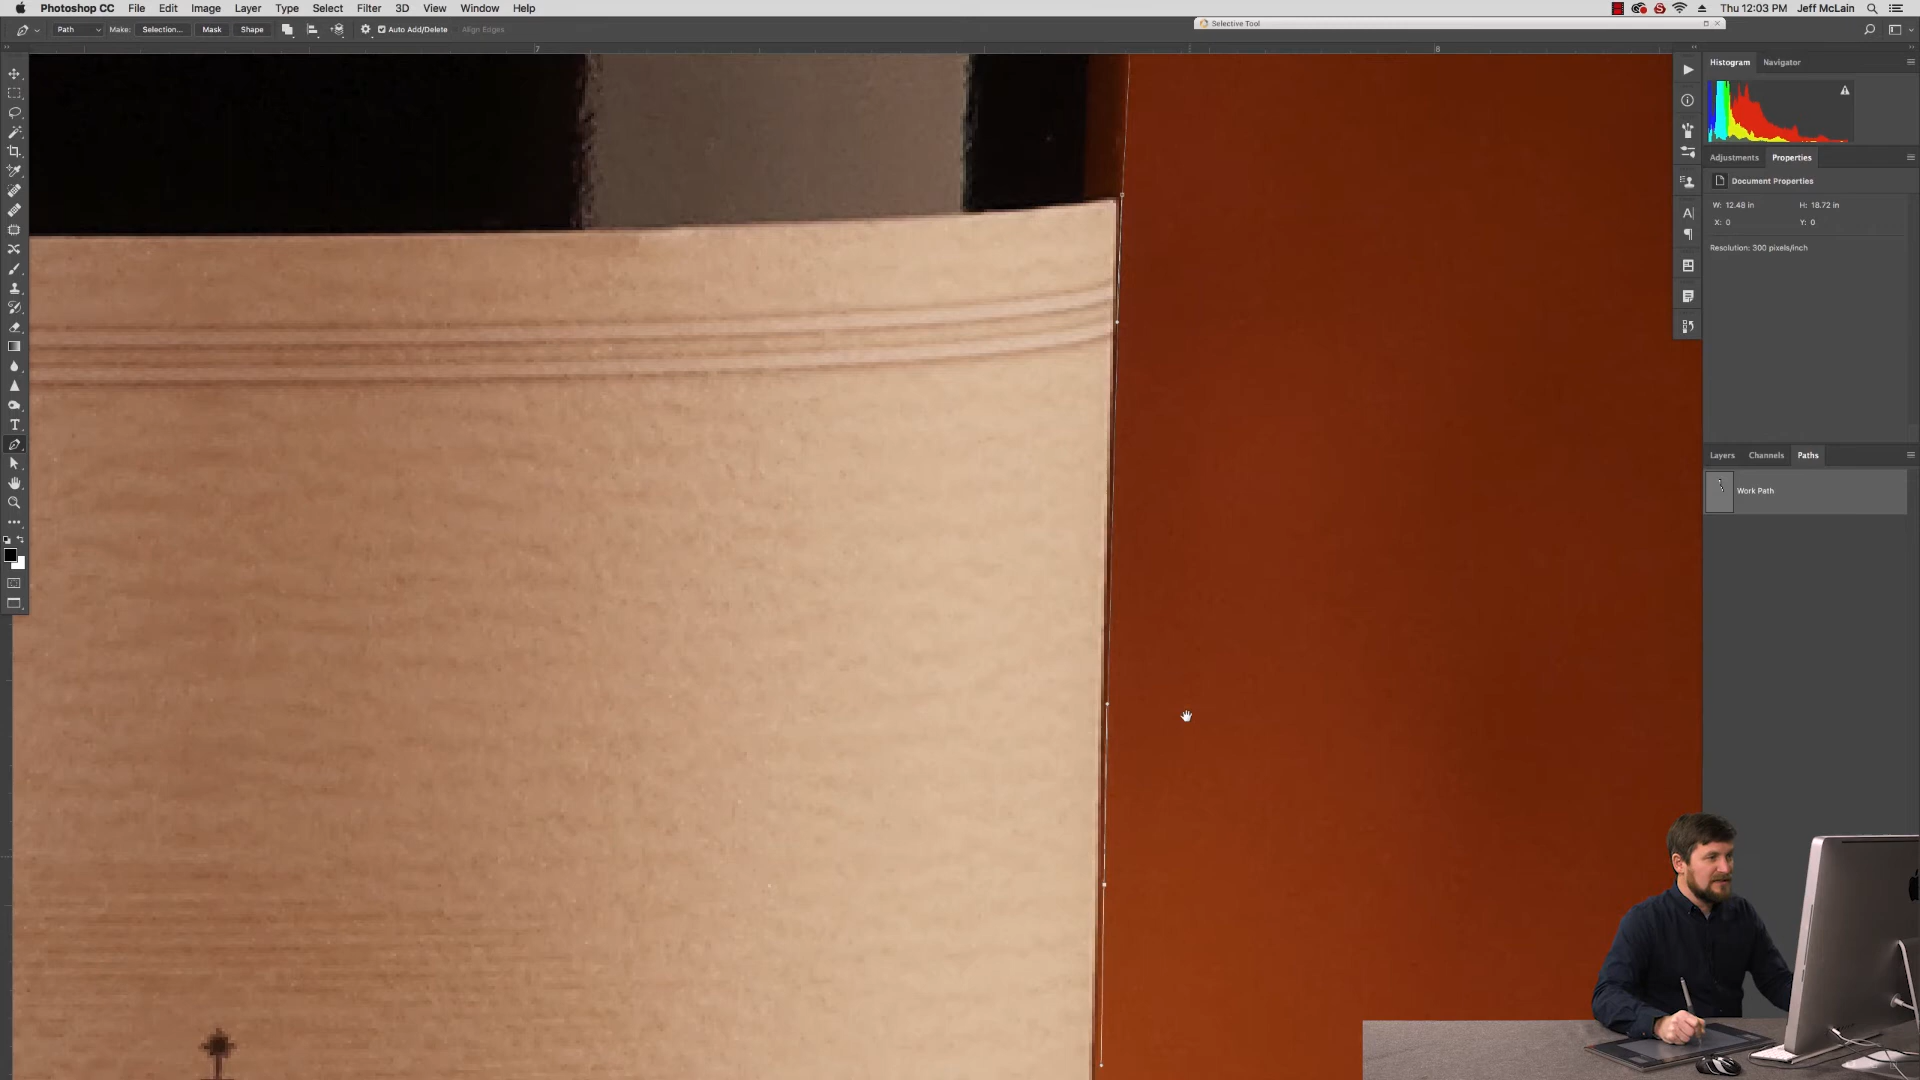 Photoshop CC File Edit Image Layer Type Select Filter 3D View Window Help Thu 12:03 PM Jeff McLain
Path Make: Selection... Mask Shape Auto Add/Delete Align Edges
Selective Tool
7 8
Histogram Navigator
Adjustments Properties
Document Properties
W: 12.48 in H: 18.72 in
X: 0 Y: 0
Resolution: 300 pixels/inch
Layers Channels Paths
Work Path